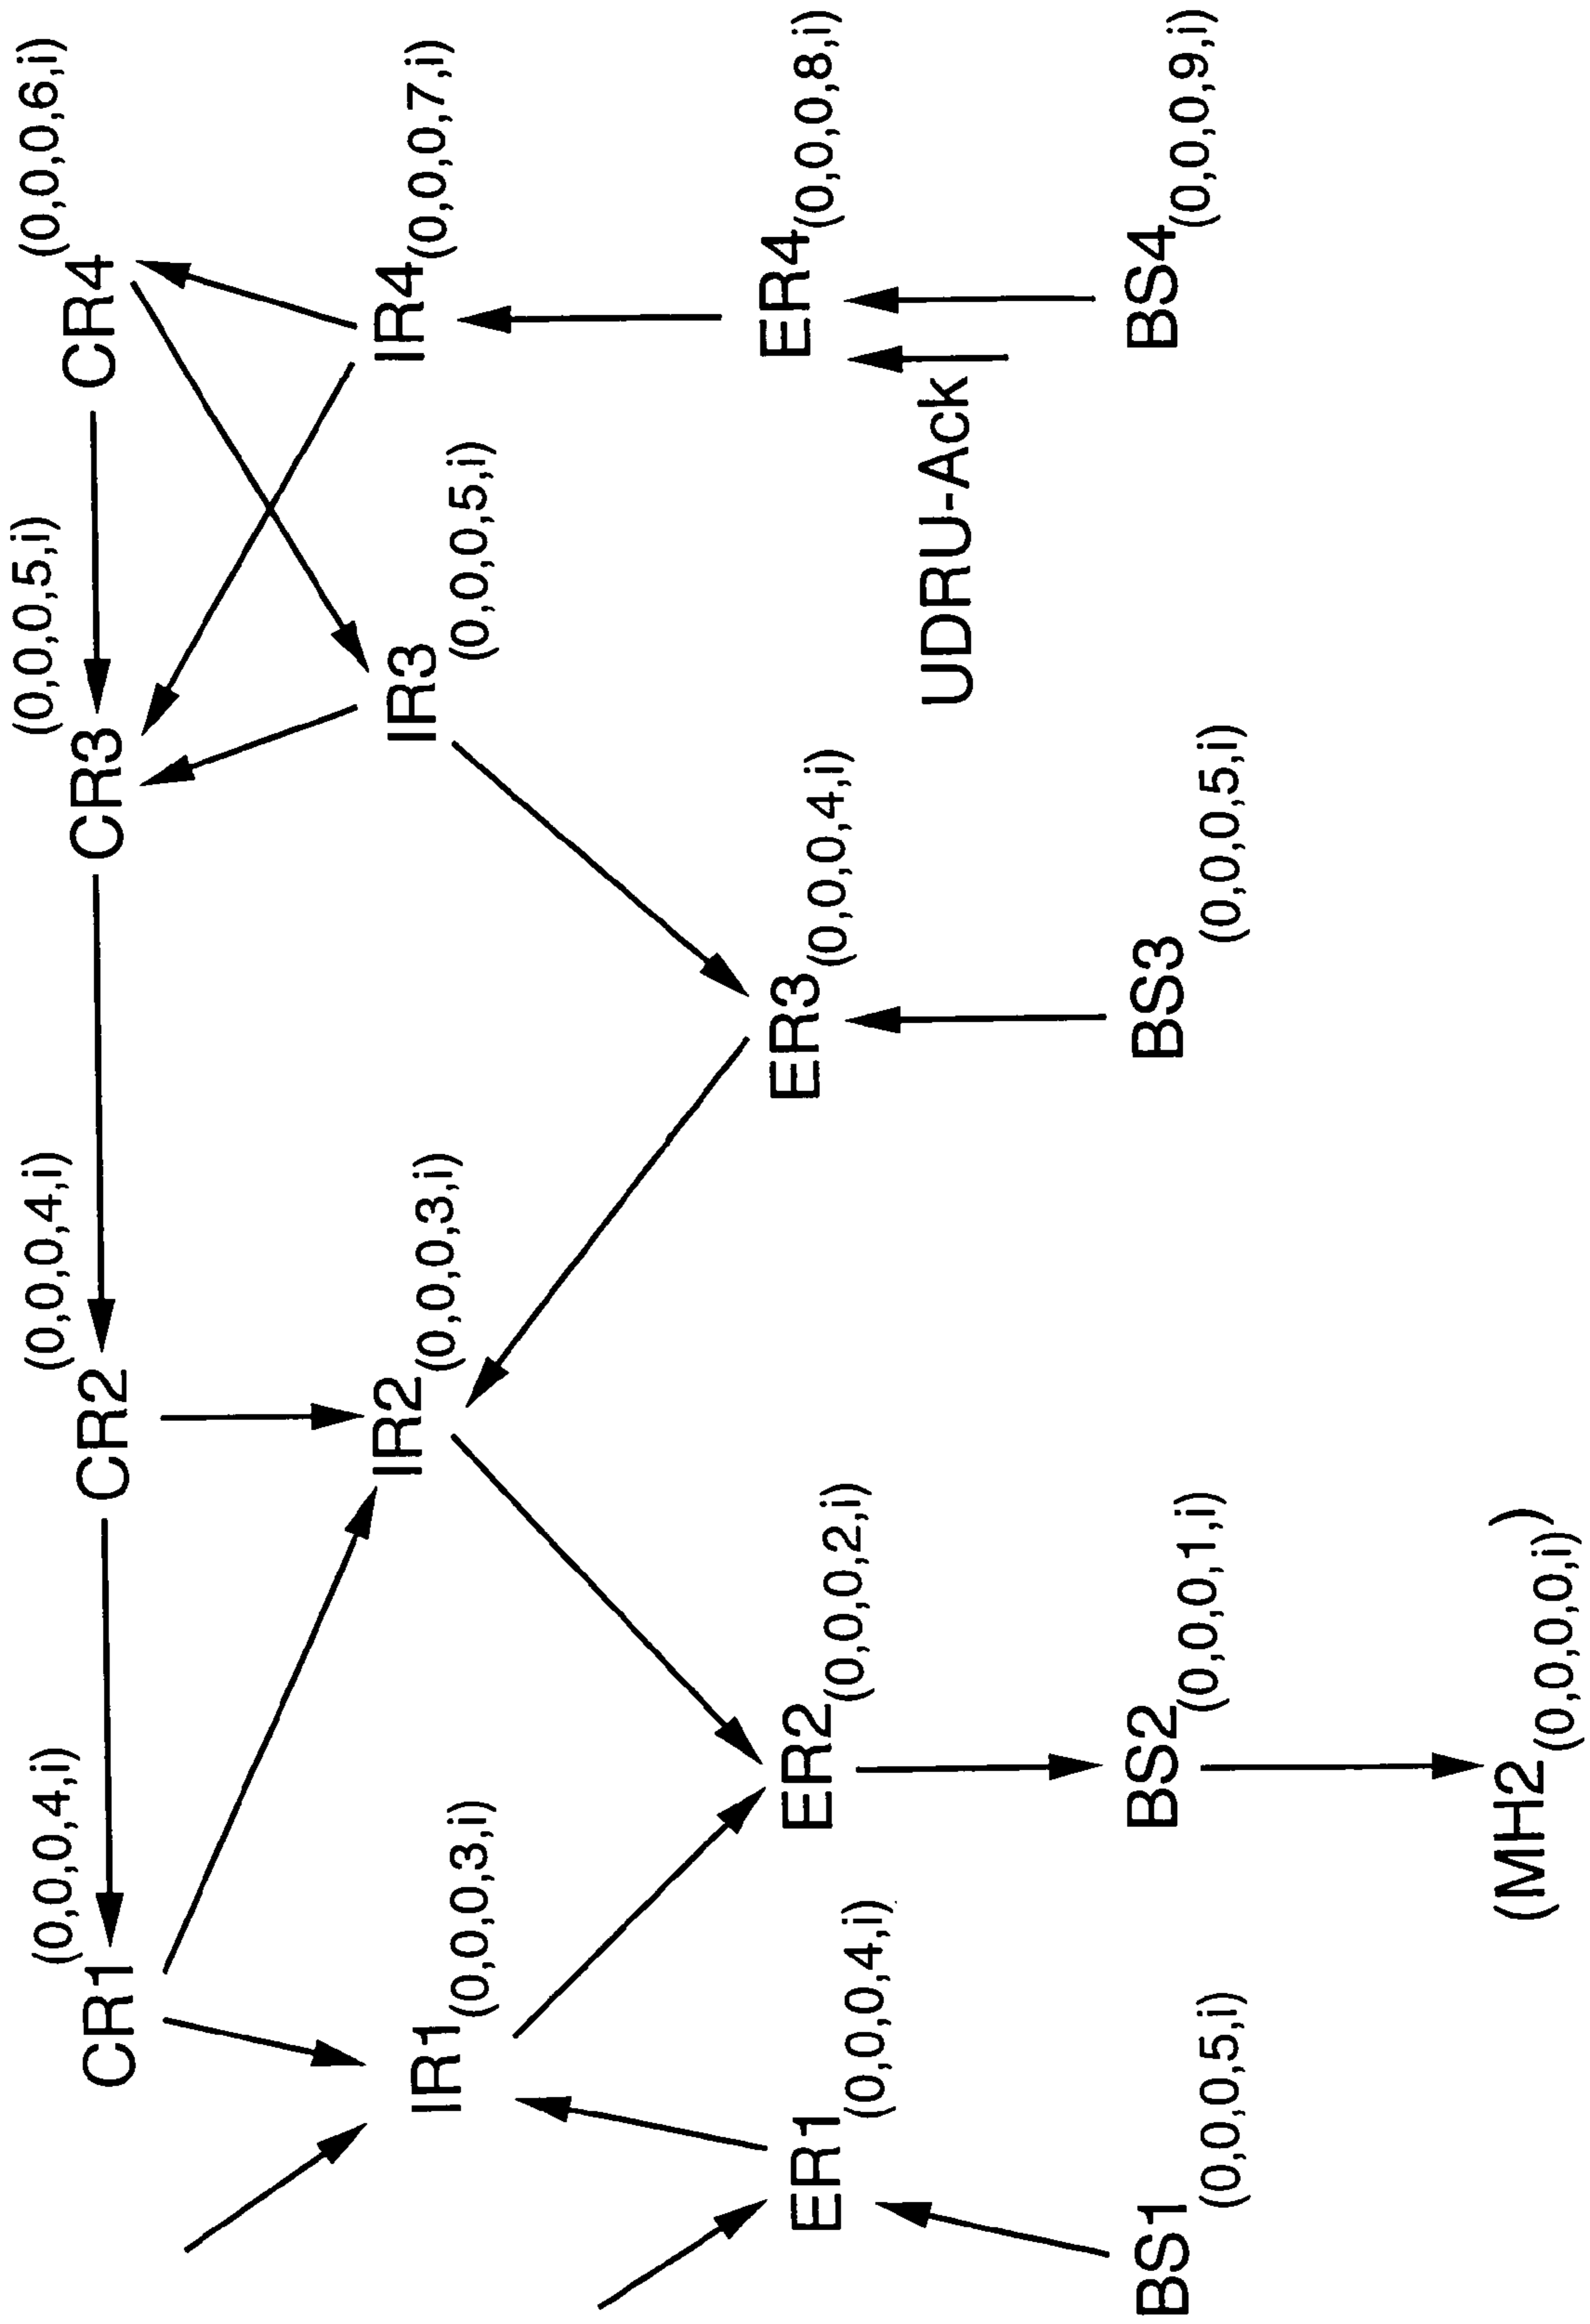 CR1(0,0,0,4,i)
CR2(0,0,0,4,i)
CR3(0,0,0,5,i)
CR4(0,0,0,6,i)
IR1(0,0,0,3,i)
IR2(0,0,0,3,i)
IR3(0,0,0,5,i)
IR4(0,0,0,7,i)
ER1(0,0,0,4,i)
ER2(0,0,0,2,i)
ER3(0,0,0,4,i)
ER4(0,0,0,8,i)
UDRU-Ack
BS1(0,0,0,5,i)
BS2(0,0,0,1,i)
BS3(0,0,0,5,i)
BS4(0,0,0,9,i)
(MH2(0,0,0,0,i))